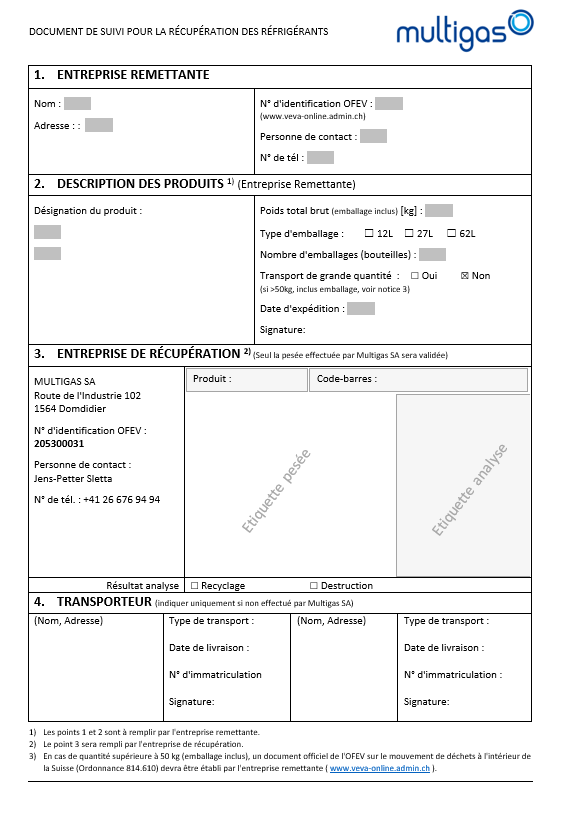 DOCUMENT DE SUIVI POUR LA RÉCUPÉRATION DES RÉFRIGÉRANTS
multigas
1. ENTREPRISE REMETTANTE
Nom :
Adresse : :
N° d'identification OFEV :
(www.veva-online.admin.ch)
Personne de contact :
N° de tél :
2. DESCRIPTION DES PRODUITS 1) (Entreprise Remettante)
Désignation du produit :
Poids total brut (emballage inclus) [kg] :
Type d'emballage : ☐ 12L ☐ 27L ☐ 62L
Nombre d'emballages (bouteilles) :
Transport de grande quantité : ☐ Oui ☒ Non
(si >50kg, inclus emballage, voir notice 3)
Date d'expédition :
Signature:
3. ENTREPRISE DE RÉCUPÉRATION 2) (Seul la pesée effectuée par Multigas SA sera validée)
MULTIGAS SA
Route de l'Industrie 102
1564 Domdidier
N° d'identification OFEV :
205300031
Personne de contact :
Jens-Petter Sletta
N° de tél. : +41 26 676 94 94
Produit :
Code-barres :
Etiquette pesée
Etiquette analyse
Résultat analyse ☐ Recyclage ☐ Destruction
4. TRANSPORTEUR (indiquer uniquement si non effectué par Multigas SA)
(Nom, Adresse)
Type de transport :
Date de livraison :
N° d'immatriculation
Signature:
(Nom, Adresse)
Type de transport :
Date de livraison :
N° d'immatriculation :
Signature:
1) Les points 1 et 2 sont à remplir par l'entreprise remettante.
2) Le point 3 sera rempli par l'entreprise de récupération.
3) En cas de quantité supérieure à 50 kg (emballage inclus), un document officiel de l'OFEV sur le mouvement de déchets à l'intérieur de
la Suisse (Ordonnance 814.610) devra être établi par l'entreprise remettante ( www.veva-online.admin.ch ).